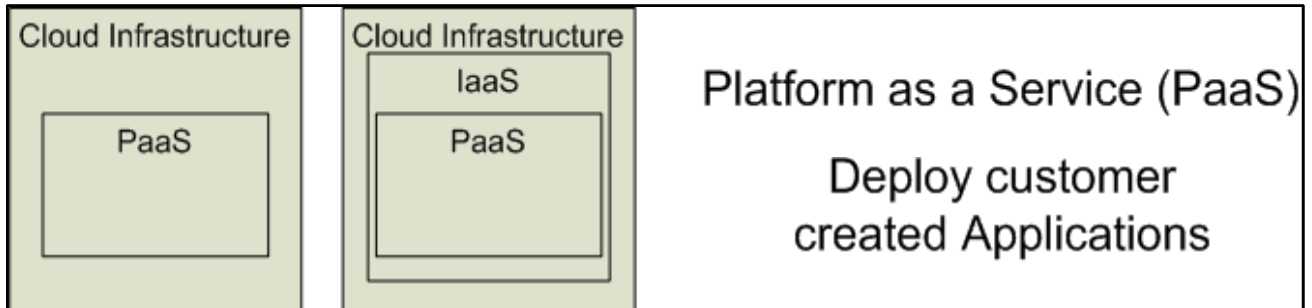 Cloud Infrastructure
PaaS
Cloud Infrastructure
IaaS
PaaS
Platform as a Service (PaaS)
Deploy customer
created Applications